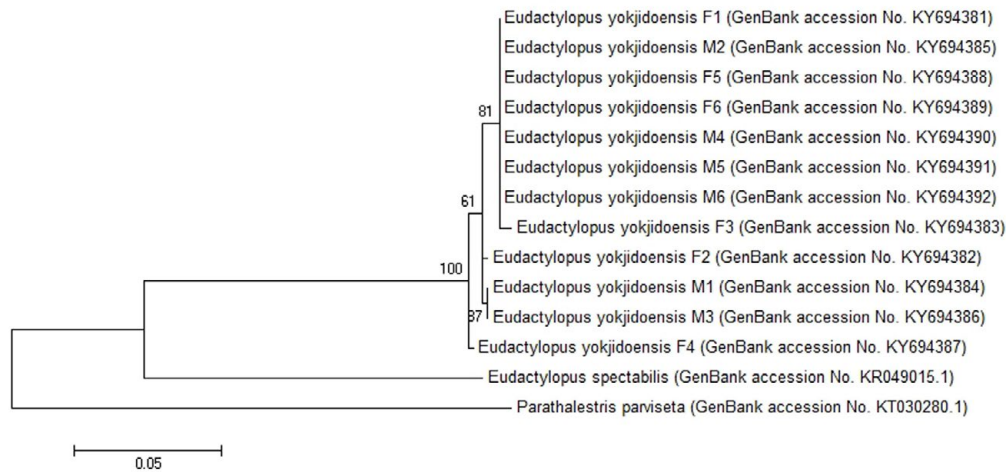 Eudactylopus yokjidoensis F1 (GenBank accession No. KY694381)
Eudactylopus yokjidoensis M2 (GenBank accession No. KY694385)
Eudactylopus yokjidoensis F5 (GenBank accession No. KY694388)
Eudactylopus yokjidoensis F6 (GenBank accession No. KY694389)
81
Eudactylopus yokjidoensis M4 (GenBank accession No. KY694390)
Eudactylopus yokjidoensis M5 (GenBank accession No. KY694391)
Eudactylopus yokjidoensis M6 (GenBank accession No. KY694392)
61
Eudactylopus yokjidoensis F3 (GenBank accession No. KY694383)
Eudactylopus yokjidoensis F2 (GenBank accession No. KY694382)
100
Eudactylopus yokjidoensis M1 (GenBank accession No. KY694384)
Eudactylopus yokjidoensis M3 (GenBank accession No. KY694386)
Eudactylopus yokjidoensis F4 (GenBank accession No. KY694387)
Eudactylopus spectabilis (GenBank accession No. KR049015.1)
Parathalestris parviseta (GenBank accession No. KT030280.1)
0.05